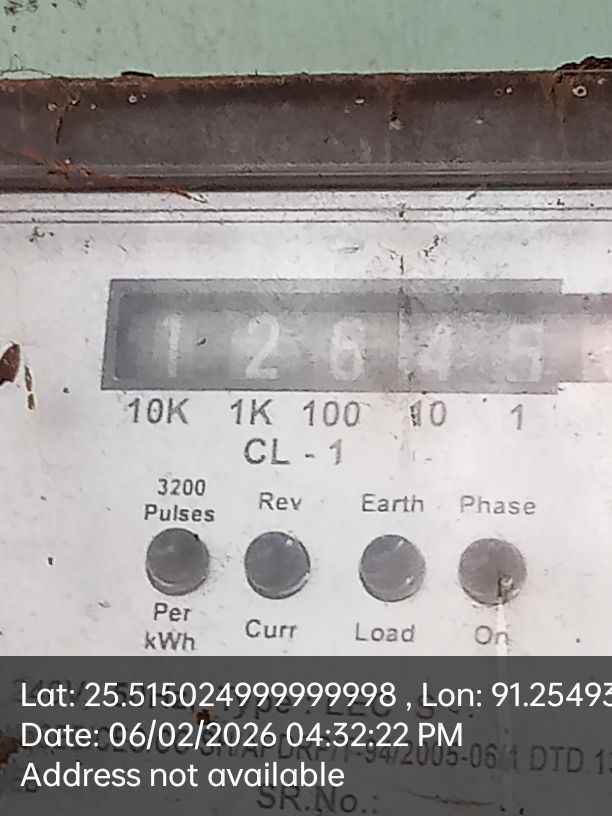 1 2 6 4 5
10K 1K 100 10 1
CL - 1
3200 Pulses Rev Earth Phase
Per kWh Curr Load On
Lat: 25.515024999999998 , Lon: 91.25493
Date: 06/02/2026 04:32:22 PM
Address not available
SR.No.: